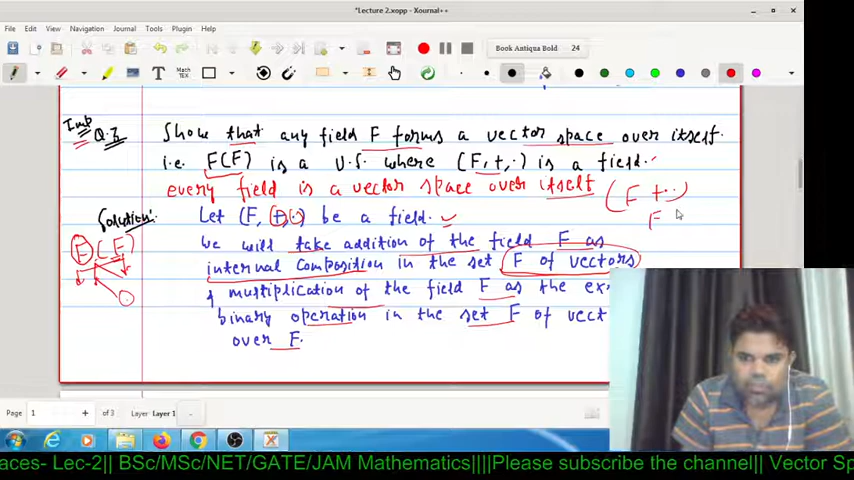 *Lecture 2.xopp - Xournal++
File Edit View Navigation Journal Tools Plugin Help
Book Antiqua Bold 24
Imp
Q.3 Show that any field F forms a vector space over itself.
i.e. F(F) is a V.S. where (F, +, ·) is a field.
every field is a vector space over itself (F + ··)
F
Solution: Let (F, +, ·) be a field.
F(F) We will take addition of the field F as
internal Composition in the set F of vectors
& multiplication of the field F as the ex
binary operation in the set F of vect
over F.
Page 1 of 3 Layer Layer 1
aces- Lec-2|| BSc/MSc/NET/GATE/JAM Mathematics||||Please subscribe the channel|| Vector Sp